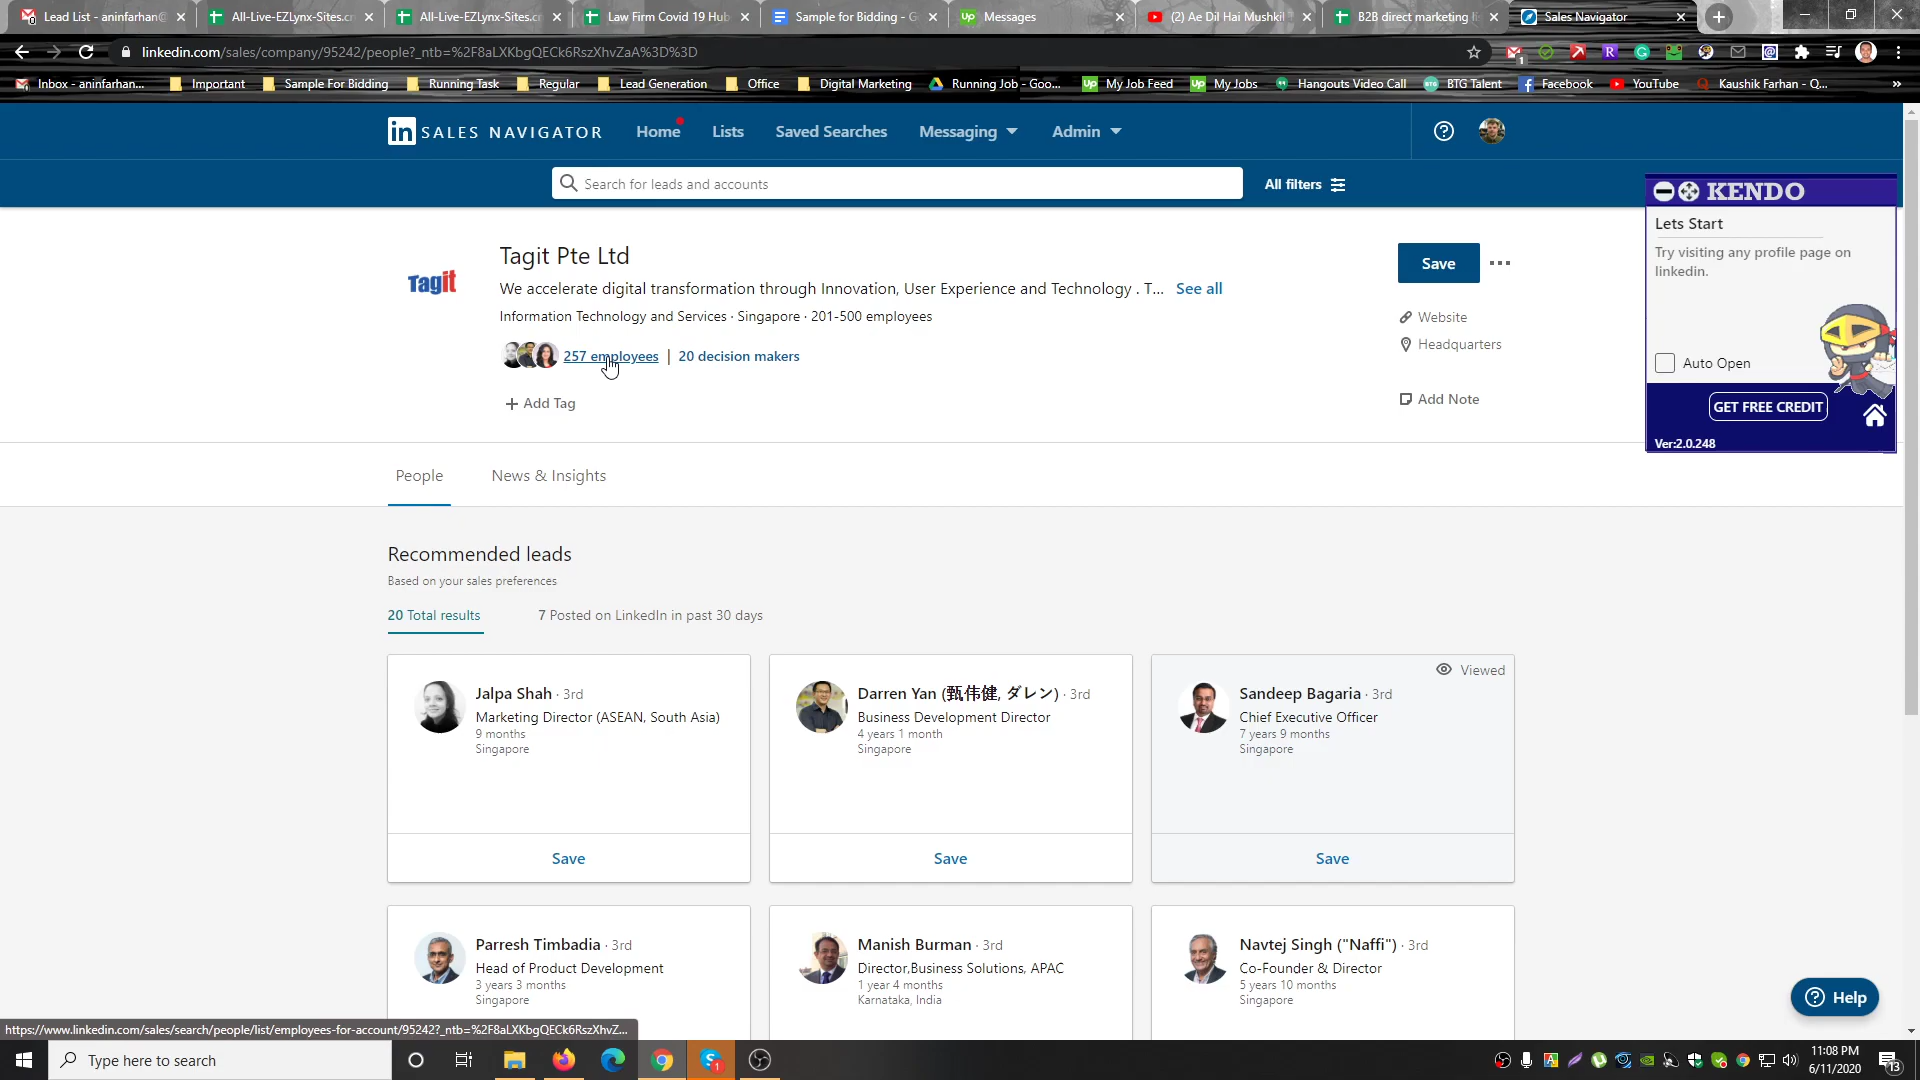 Lead List - aninfarhan@
All-Live-EZLynx-Sites.cs
All-Live-EZLynx-Sites.cs
Law Firm Covid 19 Hub
Sample for Bidding - G
Up Messages
(2) Ae Dil Hai Mushkil
B2B direct marketing li
Sales Navigator
linkedin.com/sales/company/95242/people?_ntb=%2F8aLXKbgQECk6RszXhvZaA%3D%3D
Inbox - aninfarhan...
Important
Sample For Bidding
Running Task
Regular
Lead Generation
Office
Digital Marketing
Running Job - Goo...
Up My Job Feed
Up My Jobs
Hangouts Video Call
BTG Talent
Facebook
YouTube
Kaushik Farhan - Q...
»
in SALES NAVIGATOR
Home
Lists
Saved Searches
Messaging
Admin
Search for leads and accounts
All filters
KENDO
Lets Start
Try visiting any profile page on
linkedin.
Auto Open
GET FREE CREDIT
Ver:2.0.248
Tagit
Tagit Pte Ltd
We accelerate digital transformation through Innovation, User Experience and Technology . T... See all
Information Technology and Services · Singapore · 201-500 employees
257 employees | 20 decision makers
+ Add Tag
Save
Website
Headquarters
Add Note
People
News & Insights
Recommended leads
Based on your sales preferences
20 Total results
7 Posted on LinkedIn in past 30 days
Jalpa Shah · 3rd
Marketing Director (ASEAN, South Asia)
9 months
Singapore
Save
Darren Yan (甄伟健, ダレン) · 3rd
Business Development Director
4 years 1 month
Singapore
Save
Viewed
Sandeep Bagaria · 3rd
Chief Executive Officer
7 years 9 months
Singapore
Save
Parresh Timbadia · 3rd
Head of Product Development
3 years 3 months
Singapore
Manish Burman · 3rd
Director,Business Solutions, APAC
1 year 4 months
Karnataka, India
Navtej Singh ("Naffi") · 3rd
Co-Founder & Director
5 years 10 months
Singapore
Help
https://www.linkedin.com/sales/search/people/list/employees-for-account/95242?_ntb=%2F8aLXKbgQECk6RszXhvZ...
Type here to search
11:08 PM
6/11/2020
13